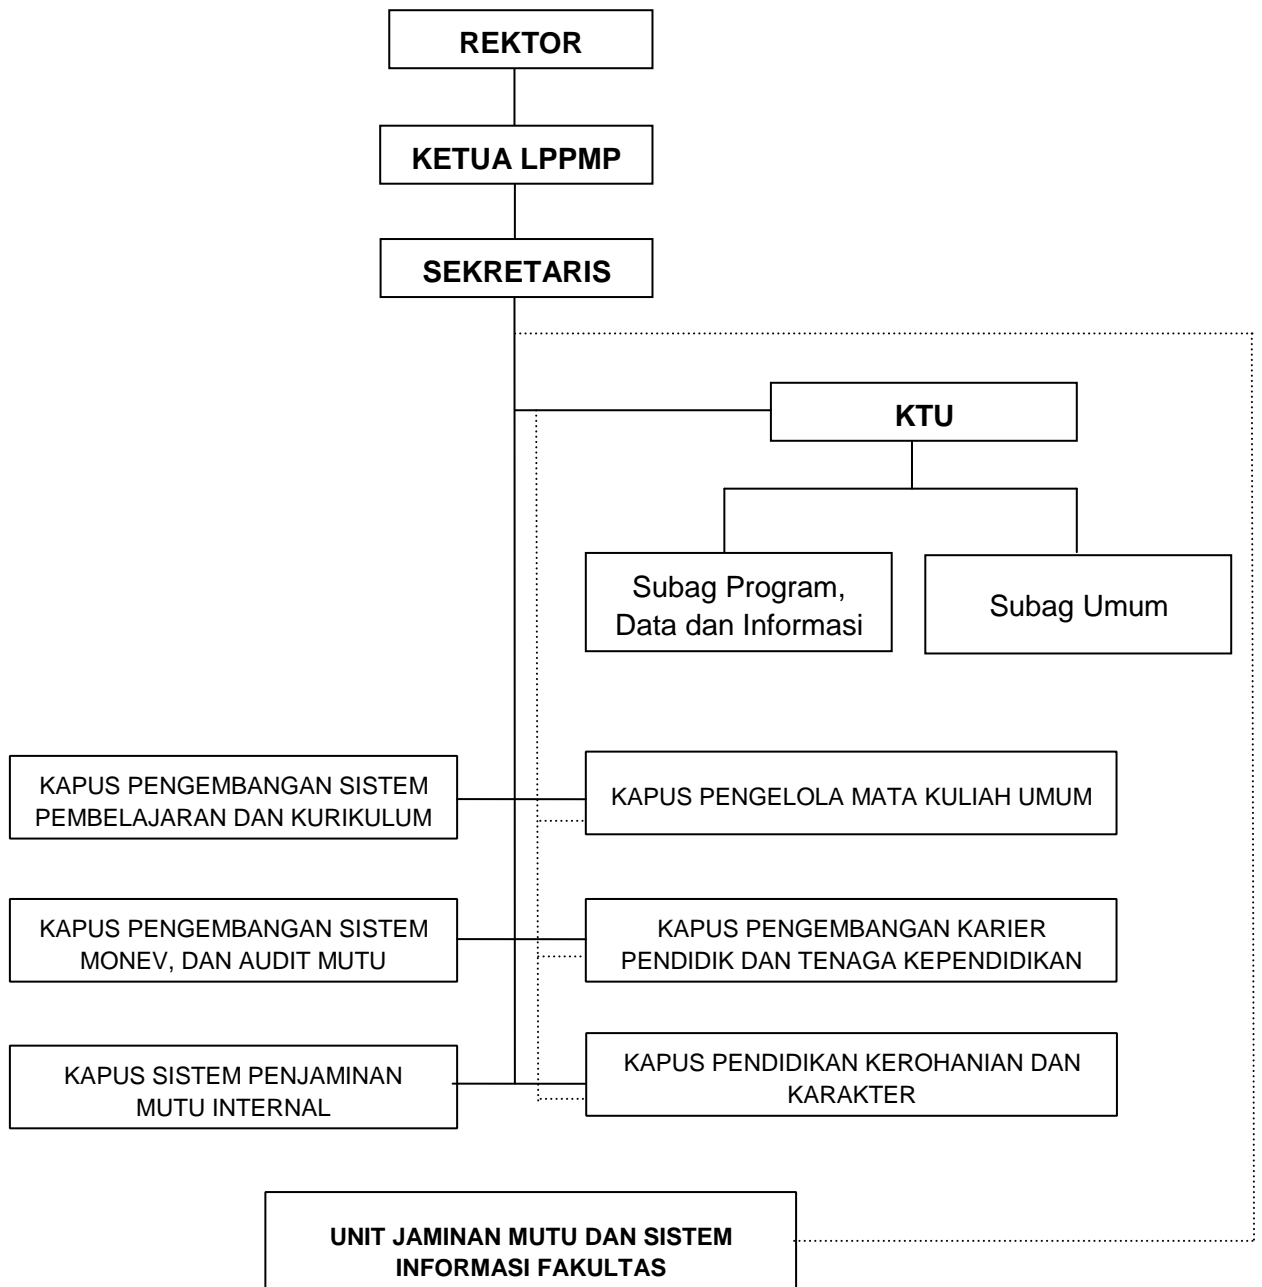 REKTOR
KETUA LPPMP
SEKRETARIS
KTU
Subag Program,
Data dan Informasi
Subag Umum
KAPUS PENGEMBANGAN SISTEM
PEMBELAJARAN DAN KURIKULUM
KAPUS PENGELOLA MATA KULIAH UMUM
KAPUS PENGEMBANGAN SISTEM
MONEV, DAN AUDIT MUTU
KAPUS PENGEMBANGAN KARIER
PENDIDIK DAN TENAGA KEPENDIDIKAN
KAPUS SISTEM PENJAMINAN
MUTU INTERNAL
KAPUS PENDIDIKAN KEROHANIAN DAN
KARAKTER
UNIT JAMINAN MUTU DAN SISTEM
INFORMASI FAKULTAS